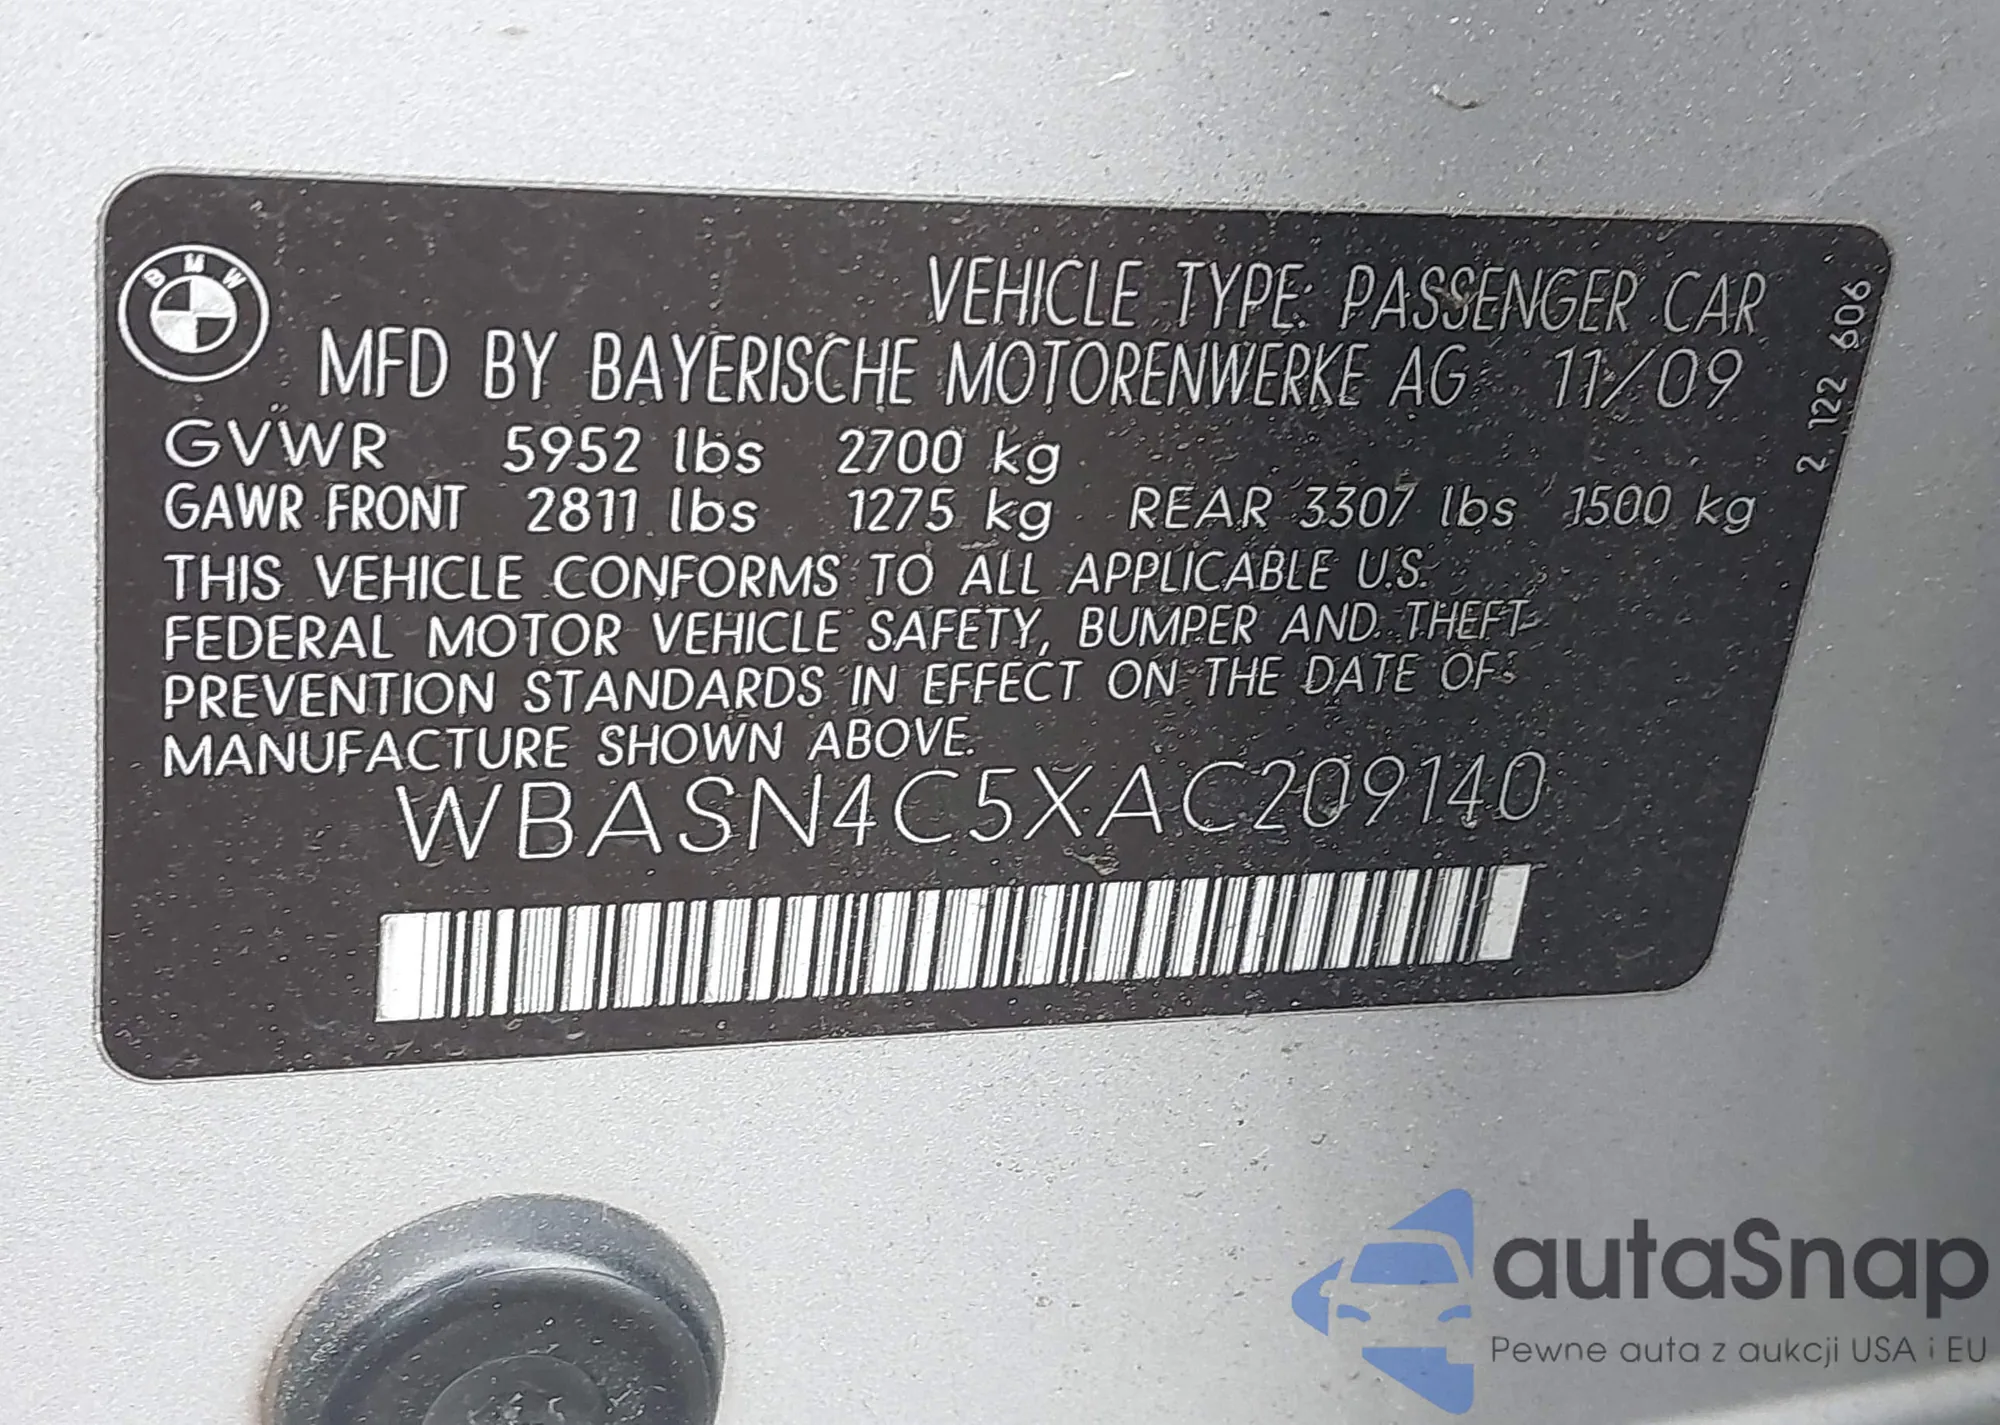 BMW
VEHICLE TYPE: PASSENGER CAR
MFD BY BAYERISCHE MOTORENWERKE AG 11/09
GVWR 5952 lbs 2700 kg
GAWR FRONT 2811 lbs 1275 kg REAR 3307 lbs 1500 kg
THIS VEHICLE CONFORMS TO ALL APPLICABLE U.S.
FEDERAL MOTOR VEHICLE SAFETY, BUMPER AND THEFT
PREVENTION STANDARDS IN EFFECT ON THE DATE OF
MANUFACTURE SHOWN ABOVE.
WBASN4C5XAC209140
2 122 606
autaSnap
Pewne auta z aukcji USA i EU